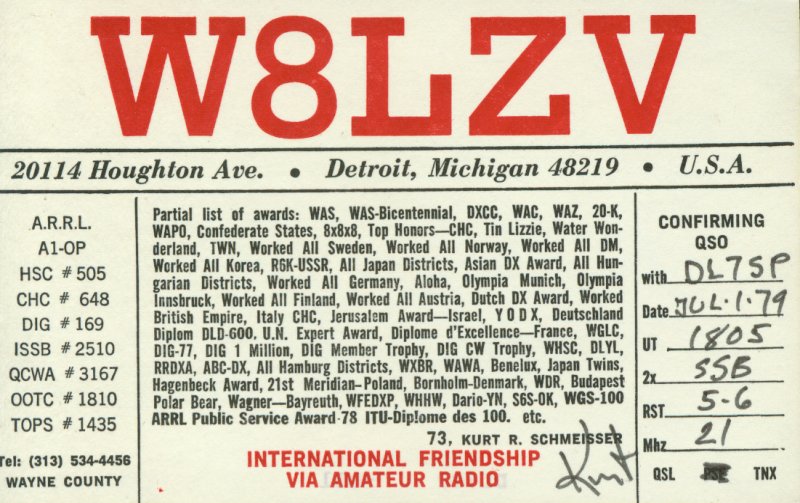 W8LZV
20114 Houghton Ave. • Detroit, Michigan 48219 • U.S.A.
A.R.R.L.
A1-OP
HSC # 505
CHC # 648
DIG # 169
ISSB # 2510
QCWA # 3167
OOTC # 1810
TOPS # 1435
Tel: (313) 534-4456
WAYNE COUNTY
Partial list of awards: WAS, WAS-Bicentennial, DXCC, WAC, WAZ, 20-K,
WAPO, Confederate States, 8x8x8, Top Honors—CHC, Tin Lizzie, Water Won-
derland, TWN, Worked All Sweden, Worked All Norway, Worked All DM,
Worked All Korea, R6K-USSR, All Japan Districts, Asian DX Award, All Hun-
garian Districts, Worked All Germany, Aloha, Olympia Munich, Olympia
Innsbruck, Worked All Finland, Worked All Austria, Dutch DX Award, Worked
British Empire, Italy CHC, Jerusalem Award—Israel, Y O D X, Deutschland
Diplom DLD-600, U.N. Expert Award, Diplome d'Excellence—France, WGLC,
DIG-77, DIG 1 Million, DIG Member Trophy, DIG CW Trophy, WHSC, DLYL,
RRDXA, ABC-DX, All Hamburg Districts, WXBR, WAWA, Benelux, Japan Twins,
Hagenbeck Award, 21st Meridian-Poland, Bornholm-Denmark, WDR, Budapest
Polar Bear, Wagner—Bayreuth, WFEDXP, WHHW, Dario-YN, S6S-OK, WGS-100
ARRL Public Service Award-78 ITU-Diplome des 100. etc.
73, KURT R. SCHMEISSER
Kurt
INTERNATIONAL FRIENDSHIP
VIA AMATEUR RADIO
CONFIRMING
QSO
with DL7SP
Date JUL.1.79
UT 1805
2x SSB
RST 5-6
Mhz 21
QSL PSE TNX